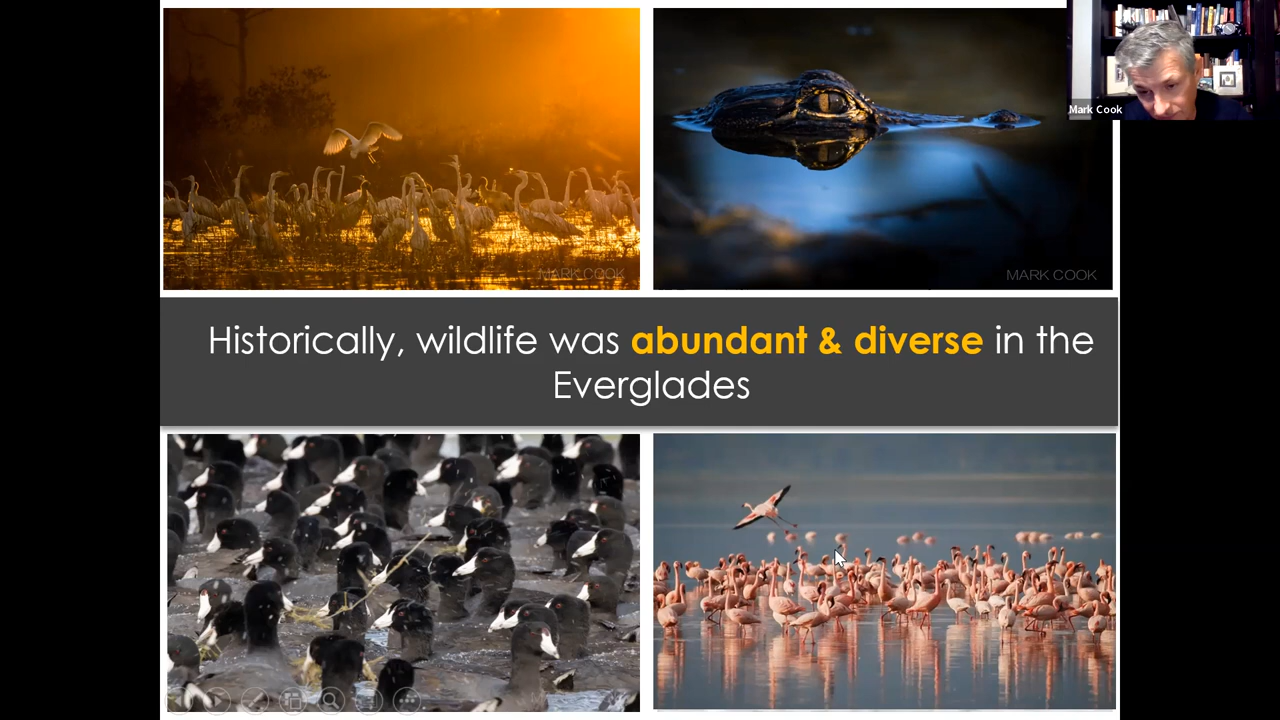 Mark Cook
MARK COOK
MARK COOK
Historically, wildlife was abundant & diverse in the
Everglades